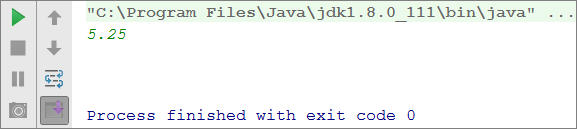 "C:\Program Files\Java\jdk1.8.0_111\bin\java" ...
5.25
Process finished with exit code 0